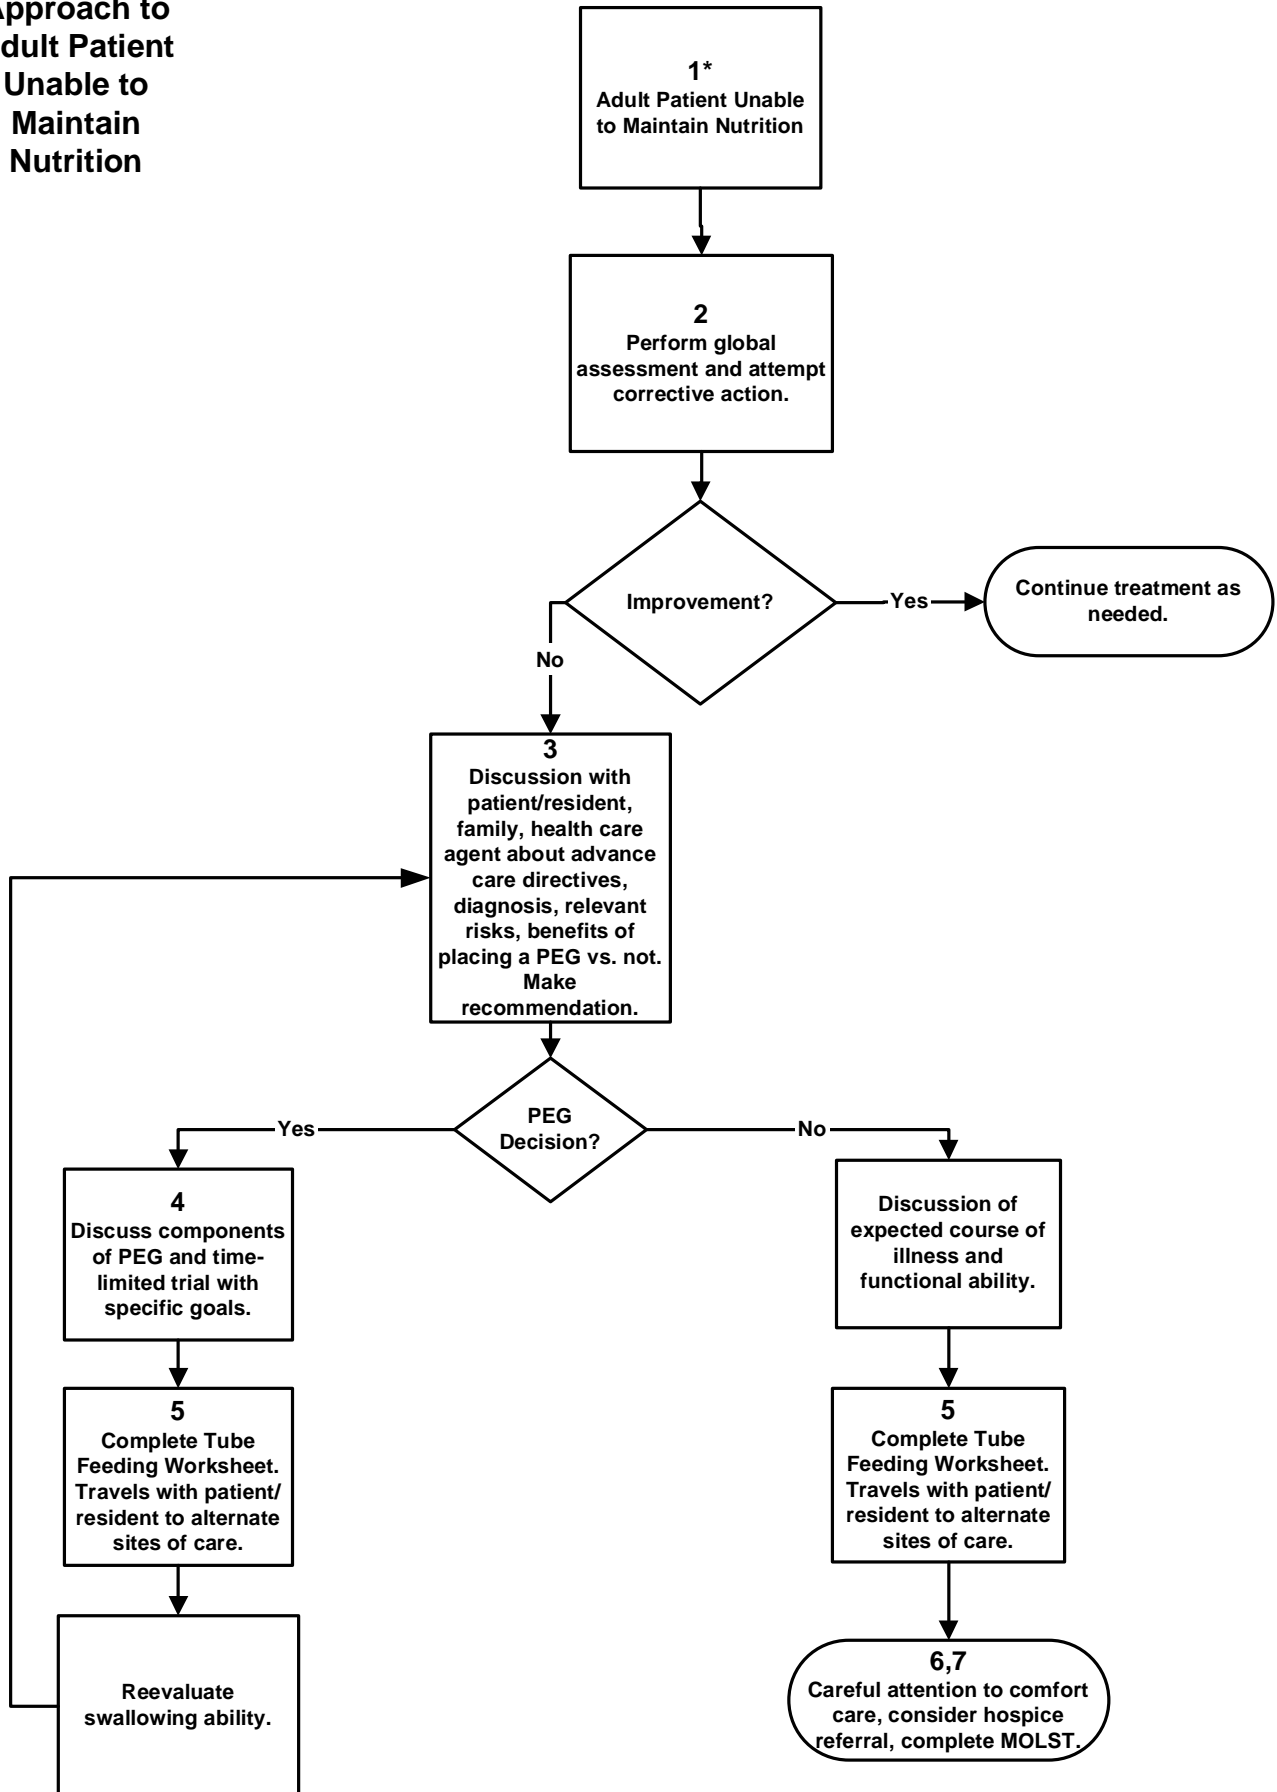 Approach to
dult Patient
Unable to
Maintain
Nutrition
1*
Adult Patient Unable
to Maintain Nutrition
2
Perform global
assessment and attempt
corrective action.
Improvement?
Yes
Continue treatment as
needed.
No
3
Discussion with
patient/resident,
family, health care
agent about advance
care directives,
diagnosis, relevant
risks, benefits of
placing a PEG vs. not.
Make
recommendation.
PEG
Decision?
Yes
No
4
Discuss components
of PEG and time-
limited trial with
specific goals.
Discussion of
expected course of
illness and
functional ability.
5
Complete Tube
Feeding Worksheet.
Travels with patient/
resident to alternate
sites of care.
5
Complete Tube
Feeding Worksheet.
Travels with patient/
resident to alternate
sites of care.
Reevaluate
swallowing ability.
6,7
Careful attention to comfort
care, consider hospice
referral, complete MOLST.